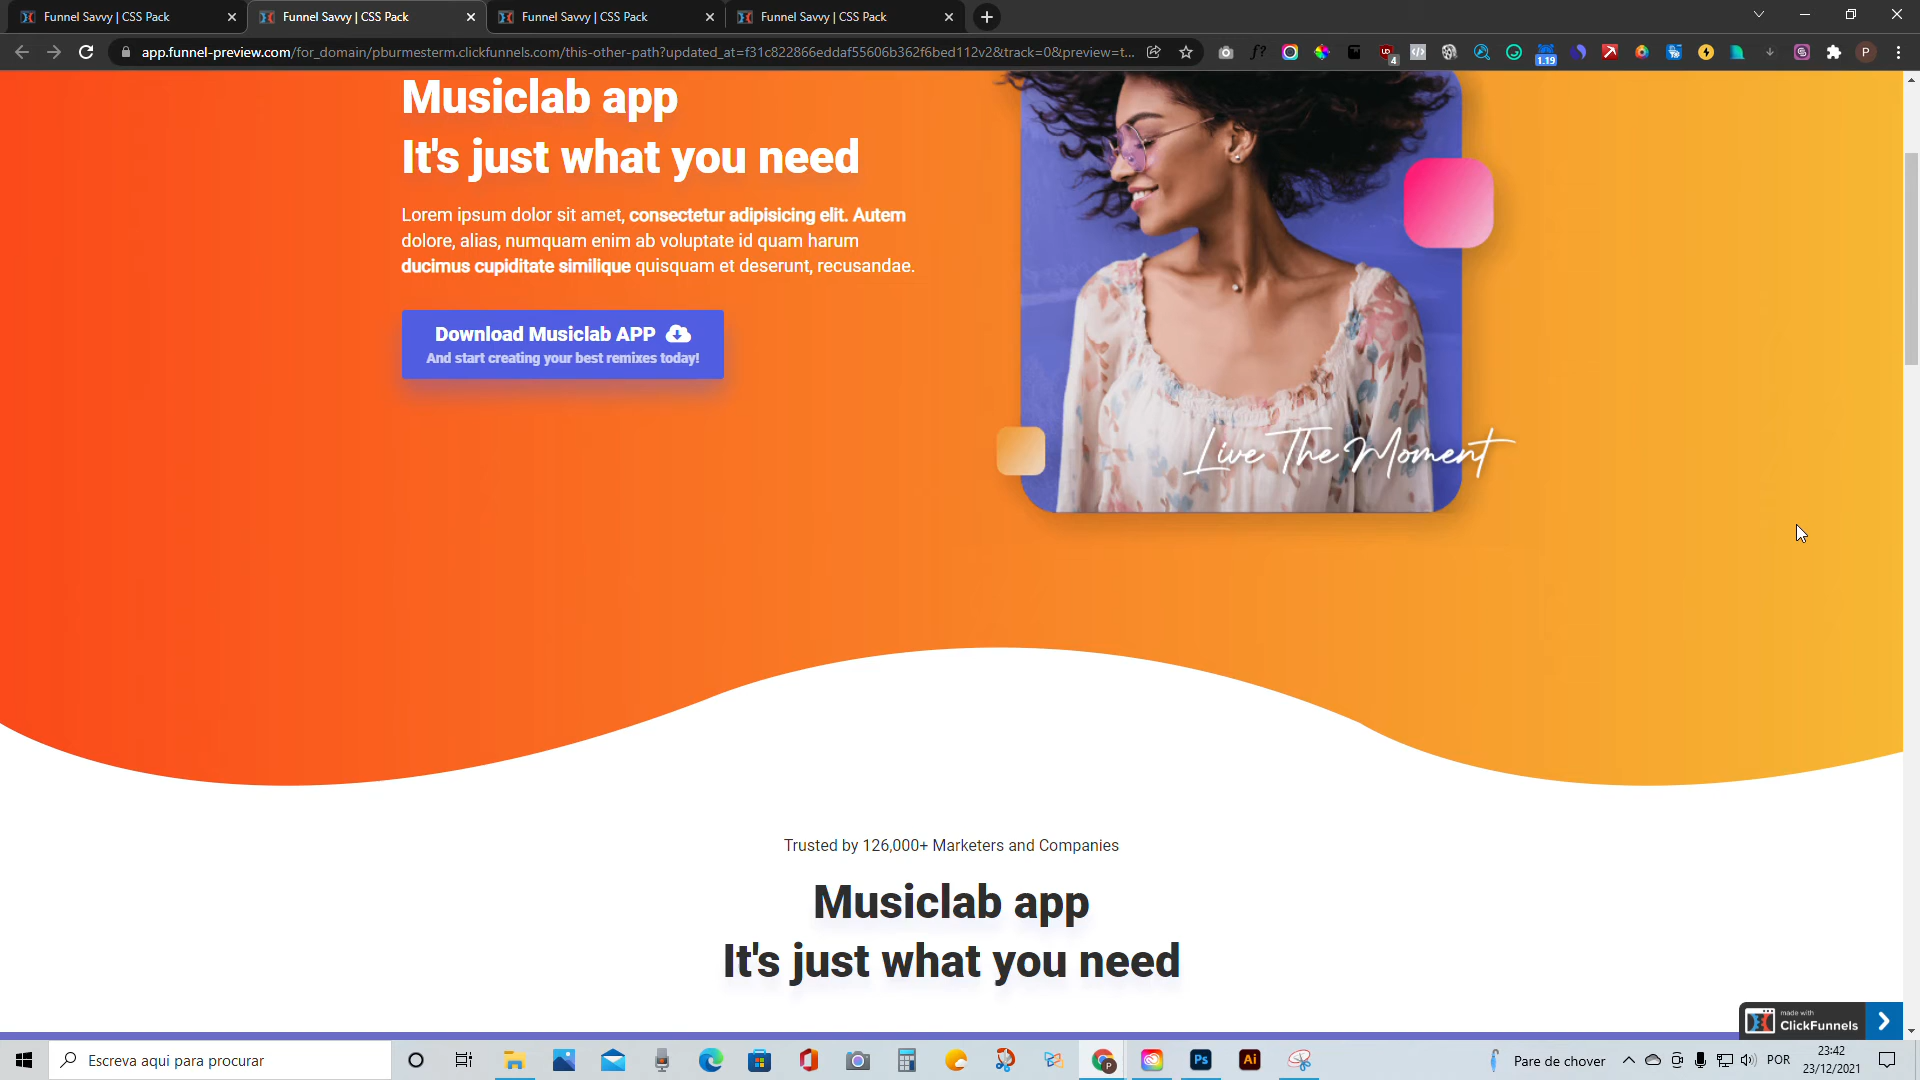 Funnel Savvy | CSS Pack
Funnel Savvy | CSS Pack
Funnel Savvy | CSS Pack
Funnel Savvy | CSS Pack
app.funnel-preview.com/for_domain/pburmesterm.clickfunnels.com/this-other-path?updated_at=f31c822866eddaf55606b362f6bed112v2&track=0&preview=t...
4
1.19
P
Musiclab app
It's just what you need
Lorem ipsum dolor sit amet, consectetur adipisicing elit. Autem
dolore, alias, numquam enim ab voluptate id quam harum
ducimus cupiditate similique quisquam et deserunt, recusandae.
Download Musiclab APP
And start creating your best remixes today!
Live The Moment
Trusted by 126,000+ Marketers and Companies
Musiclab app
It's just what you need
made with
ClickFunnels
Escreva aqui para procurar
Ps
Ai
Pare de chover
POR
23:42
23/12/2021